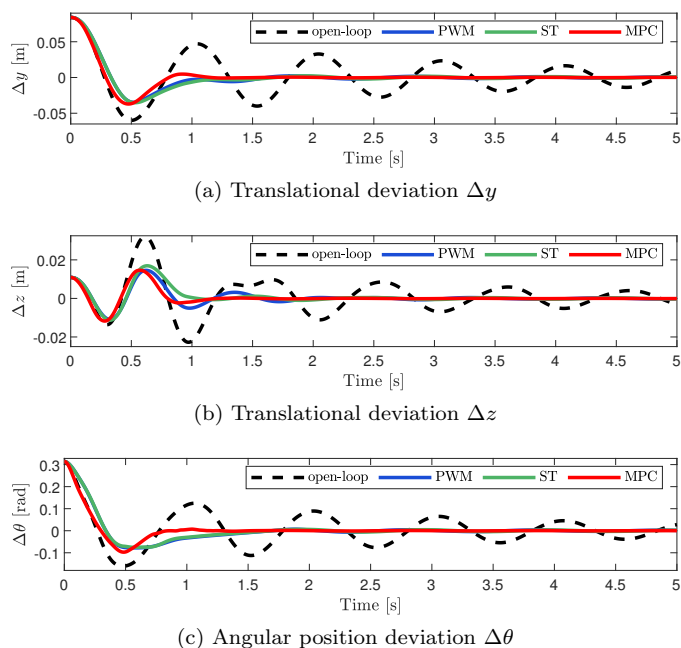 0.05
0
-0.05
Δy [m]
open-loop PWM ST MPC
0 0.5 1 1.5 2 2.5 3 3.5 4 4.5 5
Time [s]
(a) Translational deviation Δy
0.02
0
-0.02
Δz [m]
open-loop PWM ST MPC
0 0.5 1 1.5 2 2.5 3 3.5 4 4.5 5
Time [s]
(b) Translational deviation Δz
0.3
0.2
0.1
0
-0.1
Δθ [rad]
open-loop PWM ST MPC
0 0.5 1 1.5 2 2.5 3 3.5 4 4.5 5
Time [s]
(c) Angular position deviation Δθ